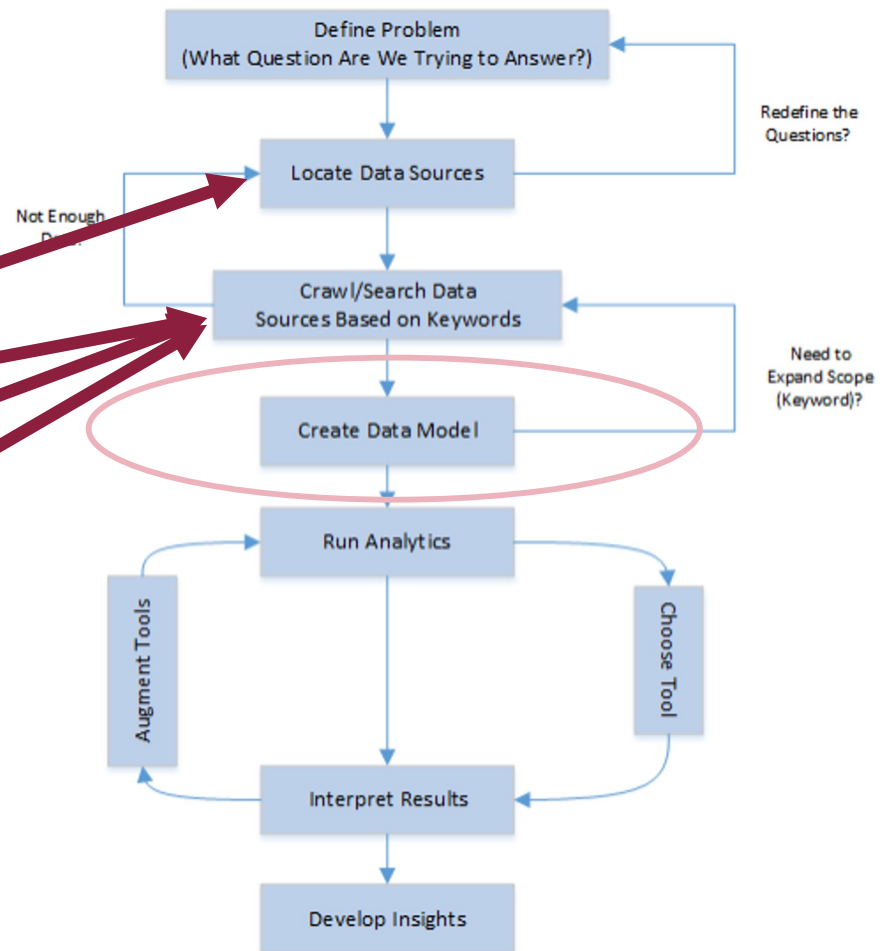 Define Problem
(What Question Are We Trying to Answer?)
Redefine the
Questions?
Locate Data Sources
Not Enough
Crawl/Search Data
Sources Based on Keywords
Need to
Expand Scope
(Keyword)?
Create Data Model
Run Analytics
Augment Tools
Choose Tool
Interpret Results
Develop Insights